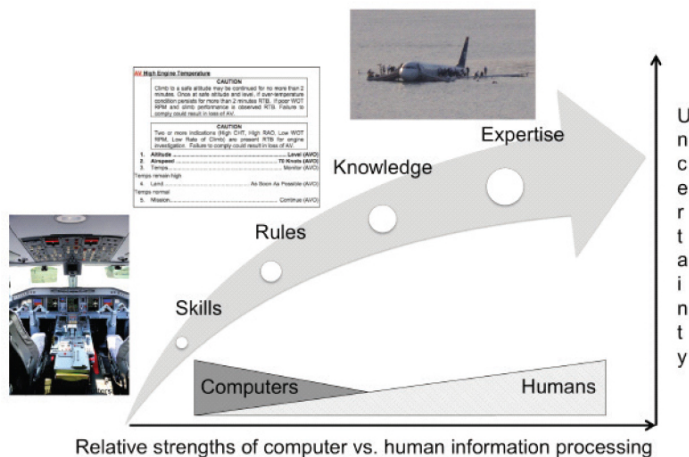 AV High Engine Temperature
CAUTION
Climb to a safe altitude may be continued for no more than 2
minutes. Once at safe altitude and level, if over-temperature
condition persists for more than 2 minutes RTB. If poor WOT
RPM and climb performance is observed RTB. Failure to
comply could result in loss of AV.
CAUTION
Two or more indications (High CHT, High RAO, Low WOT
RPM, Low Rate of Climb) are present RTB for engine
investigation. Failure to comply could result in loss of AV.
1. Altitude Level (AVO)
2. Airspeed 70 Knots (AVO)
3. Temps Monitor (AVO)
Temps remain high
4. Land As Soon As Possible (AVO)
Temps normal
5. Mission Continue (AVO)
Expertise
Knowledge
Rules
Skills
Uncertainty
Computers
Humans
Relative strengths of computer vs. human information processing